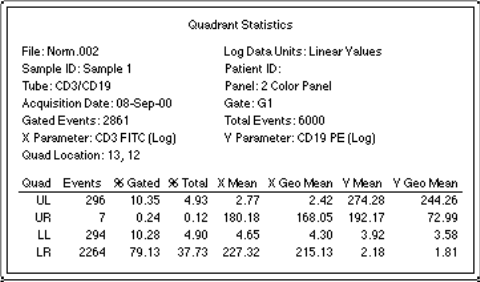 Quadrant Statistics
File: Norm.002 Log Data Units: Linear Values
Sample ID: Sample 1 Patient ID:
Tube: CD3/CD19 Panel: 2 Color Panel
Acquisition Date: 08-Sep-00 Gate: G1
Gated Events: 2861 Total Events: 6000
X Parameter: CD3 FITC (Log) Y Parameter: CD19 PE (Log)
Quad Location: 13, 12
Quad Events % Gated % Total X Mean X Geo Mean Y Mean Y Geo Mean
UL 296 10.35 4.93 2.77 2.42 274.28 244.26
UR 7 0.24 0.12 180.18 168.05 192.17 72.99
LL 294 10.28 4.90 4.65 4.30 3.92 3.58
LR 2264 79.13 37.73 227.32 215.13 2.18 1.81